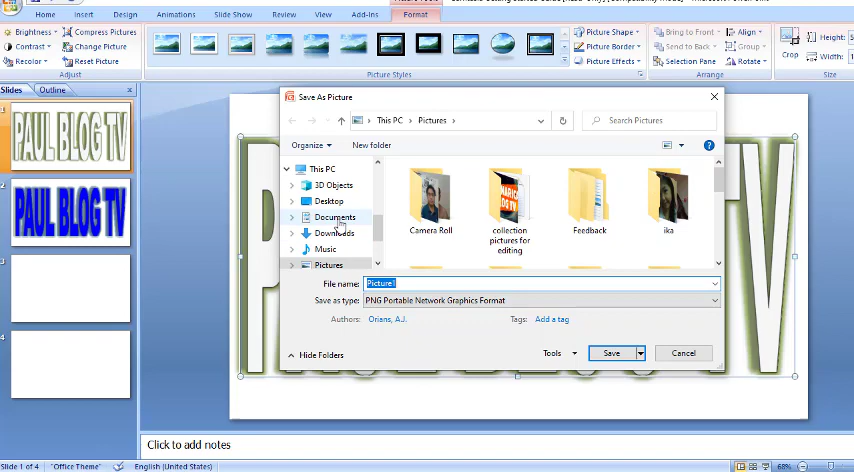 Home Insert Design Animations Slide Show Review View Add-Ins Format
Brightness Compress Pictures
Contrast Change Picture
Recolor Reset Picture
Adjust
Picture Styles
Picture Shape
Picture Border
Picture Effects
Bring to Front
Send to Back
Selection Pane
Align
Group
Rotate
Arrange
Crop
Height:
Width:
Size
Slides Outline
1
PAUL BLOG TV
2
PAUL BLOG TV
3
4
Save As Picture
This PC > Pictures >
Search Pictures
Organize New folder
This PC
3D Objects
Desktop
Documents
Downloads
Music
Pictures
Camera Roll
collection
pictures for
editing
Feedback
ika
File name: Picture1
Save as type: PNG Portable Network Graphics Format
Authors: Orians, A.J. Tags: Add a tag
Hide Folders Tools Save Cancel
Click to add notes
Slide 1 of 4 "Office Theme" English (United States) 68%